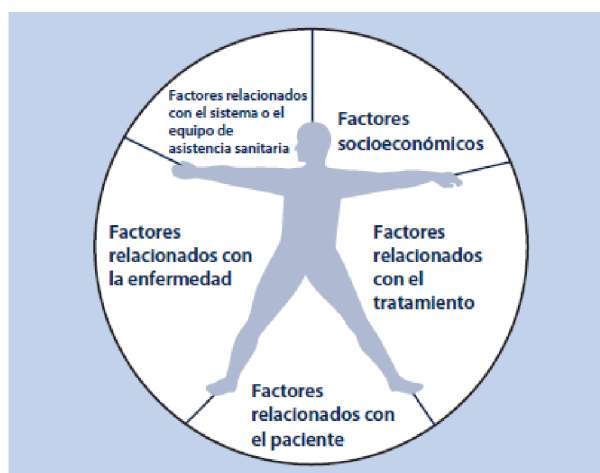 Factores relacionados
con el sistema o el
equipo de
asistencia sanitaria
Factores
socioeconómicos
Factores
relacionados con
la enfermedad
Factores
relacionados
con el
tratamiento
Factores
relacionados con
el paciente